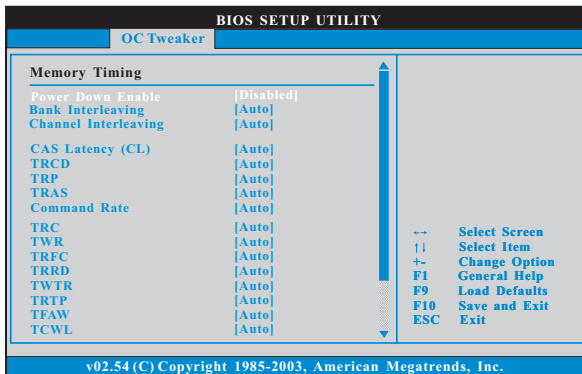 BIOS SETUP UTILITY
OC Tweaker
Memory Timing
Power Down Enable [Disabled]
Bank Interleaving [Auto]
Channel Interleaving [Auto]
CAS Latency (CL) [Auto]
TRCD [Auto]
TRP [Auto]
TRAS [Auto]
Command Rate [Auto]
TRC [Auto]
TWR [Auto]
TRFC [Auto]
TRRD [Auto]
TWTR [Auto]
TRTP [Auto]
TFAW [Auto]
TCWL [Auto]
←→ Select Screen
↑↓ Select Item
+- Change Option
F1 General Help
F9 Load Defaults
F10 Save and Exit
ESC Exit
v02.54 (C) Copyright 1985-2003, American Megatrends, Inc.